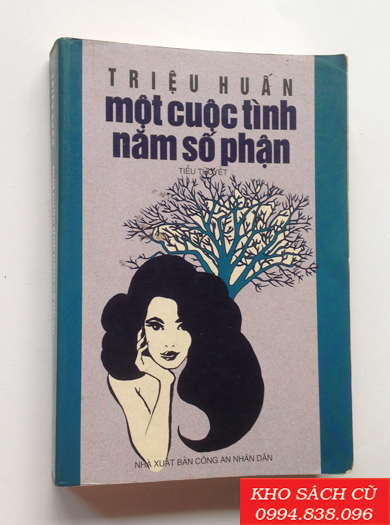 TRIỆU HUẤN
một cuộc tình
năm số phận
TIỂU THUYẾT
NHÀ XUẤT BẢN CÔNG AN NHÂN DÂN
KHO SÁCH CŨ
0994.838.096